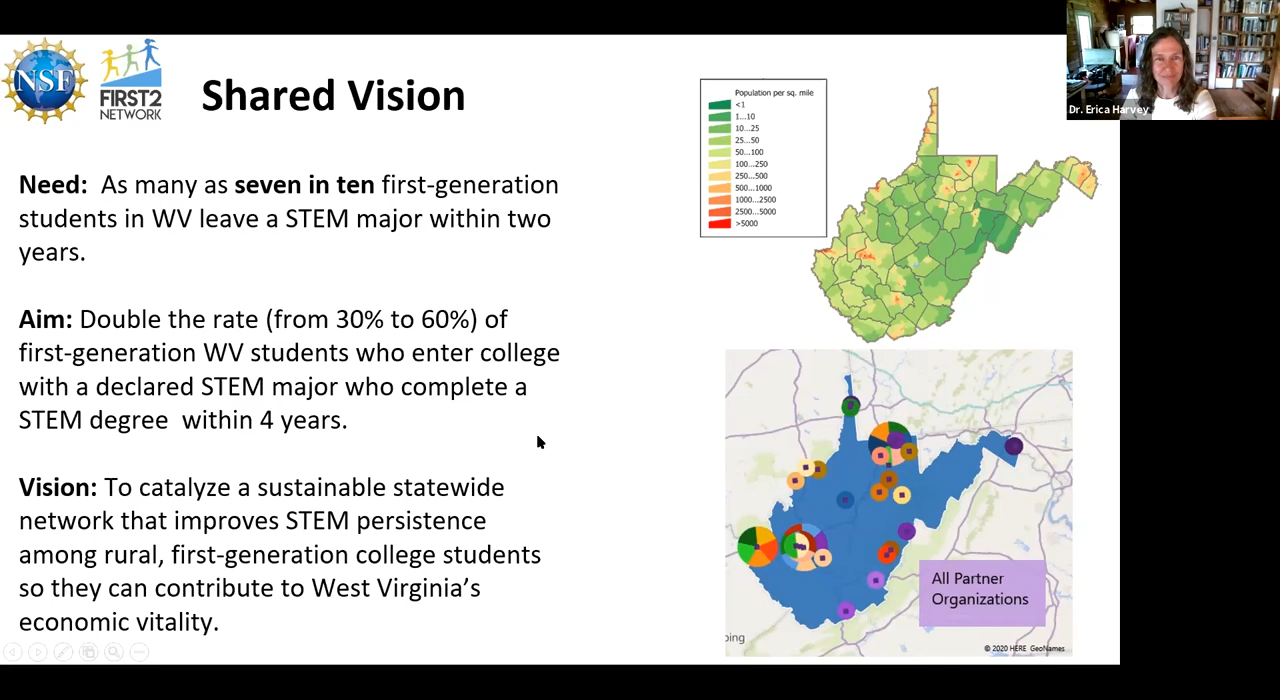 NSF
FIRST2
NETWORK
Shared Vision
Need: As many as seven in ten first-generation
students in WV leave a STEM major within two
years.
Aim: Double the rate (from 30% to 60%) of
first-generation WV students who enter college
with a declared STEM major who complete a
STEM degree within 4 years.
Vision: To catalyze a sustainable statewide
network that improves STEM persistence
among rural, first-generation college students
so they can contribute to West Virginia’s
economic vitality.
Population per sq. mile
<1
1...10
10...25
25...50
50...100
100...250
250...500
500...1000
1000...2500
2500...5000
>5000
All Partner
Organizations
ping
© 2020 HERE GeoNames
Dr. Erica Harvey